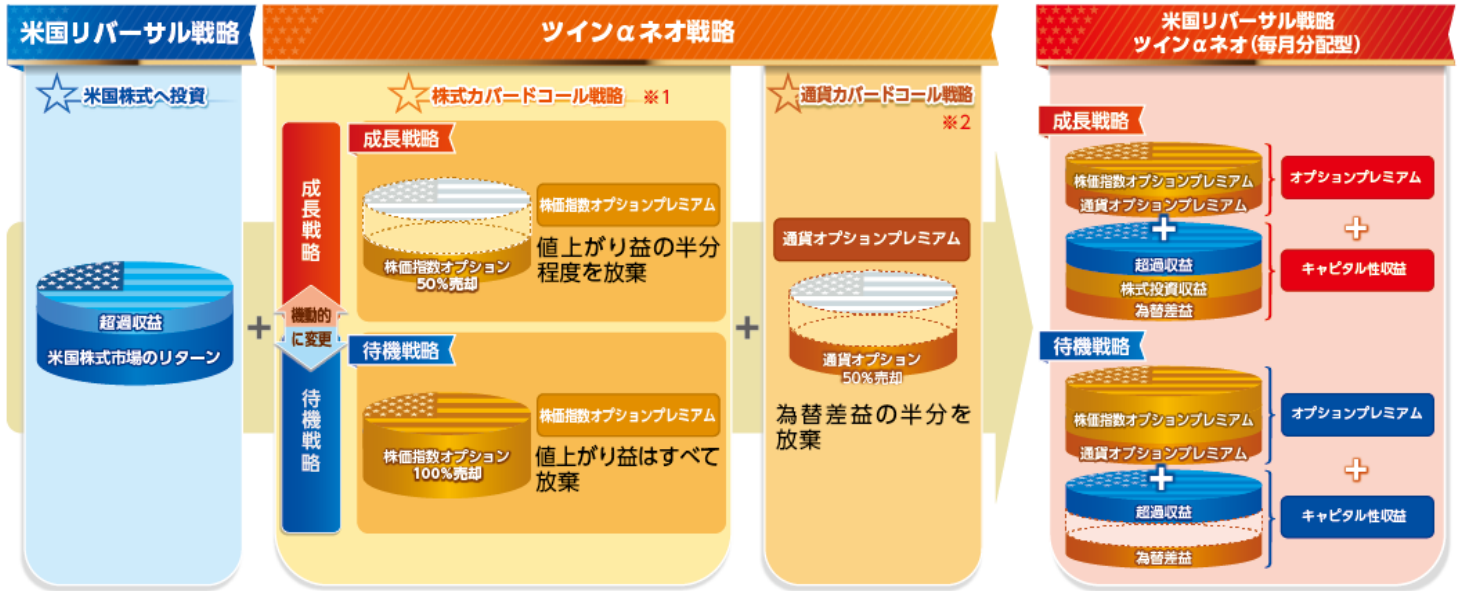 米国リバーサル戦略
米国株式へ投資
超過収益
米国株式市場のリターン
+
ツインαネオ戦略
株式カバードコール戦略 ※1
成長戦略
機動的
に変更
待機戦略
成長戦略
株価指数オプション
50%売却
株価指数オプションプレミアム
値上がり益の半分
程度を放棄
待機戦略
株価指数オプション
100%売却
株価指数オプションプレミアム
値上がり益はすべて
放棄
+
通貨カバードコール戦略
※2
通貨オプションプレミアム
通貨オプション
50%売却
為替差益の半分を
放棄
米国リバーサル戦略
ツインαネオ(毎月分配型)
成長戦略
株価指数オプションプレミアム
通貨オプションプレミアム
+
超過収益
株式投資収益
為替差益
オプションプレミアム
+
キャピタル性収益
待機戦略
株価指数オプションプレミアム
通貨オプションプレミアム
+
超過収益
為替差益
オプションプレミアム
+
キャピタル性収益